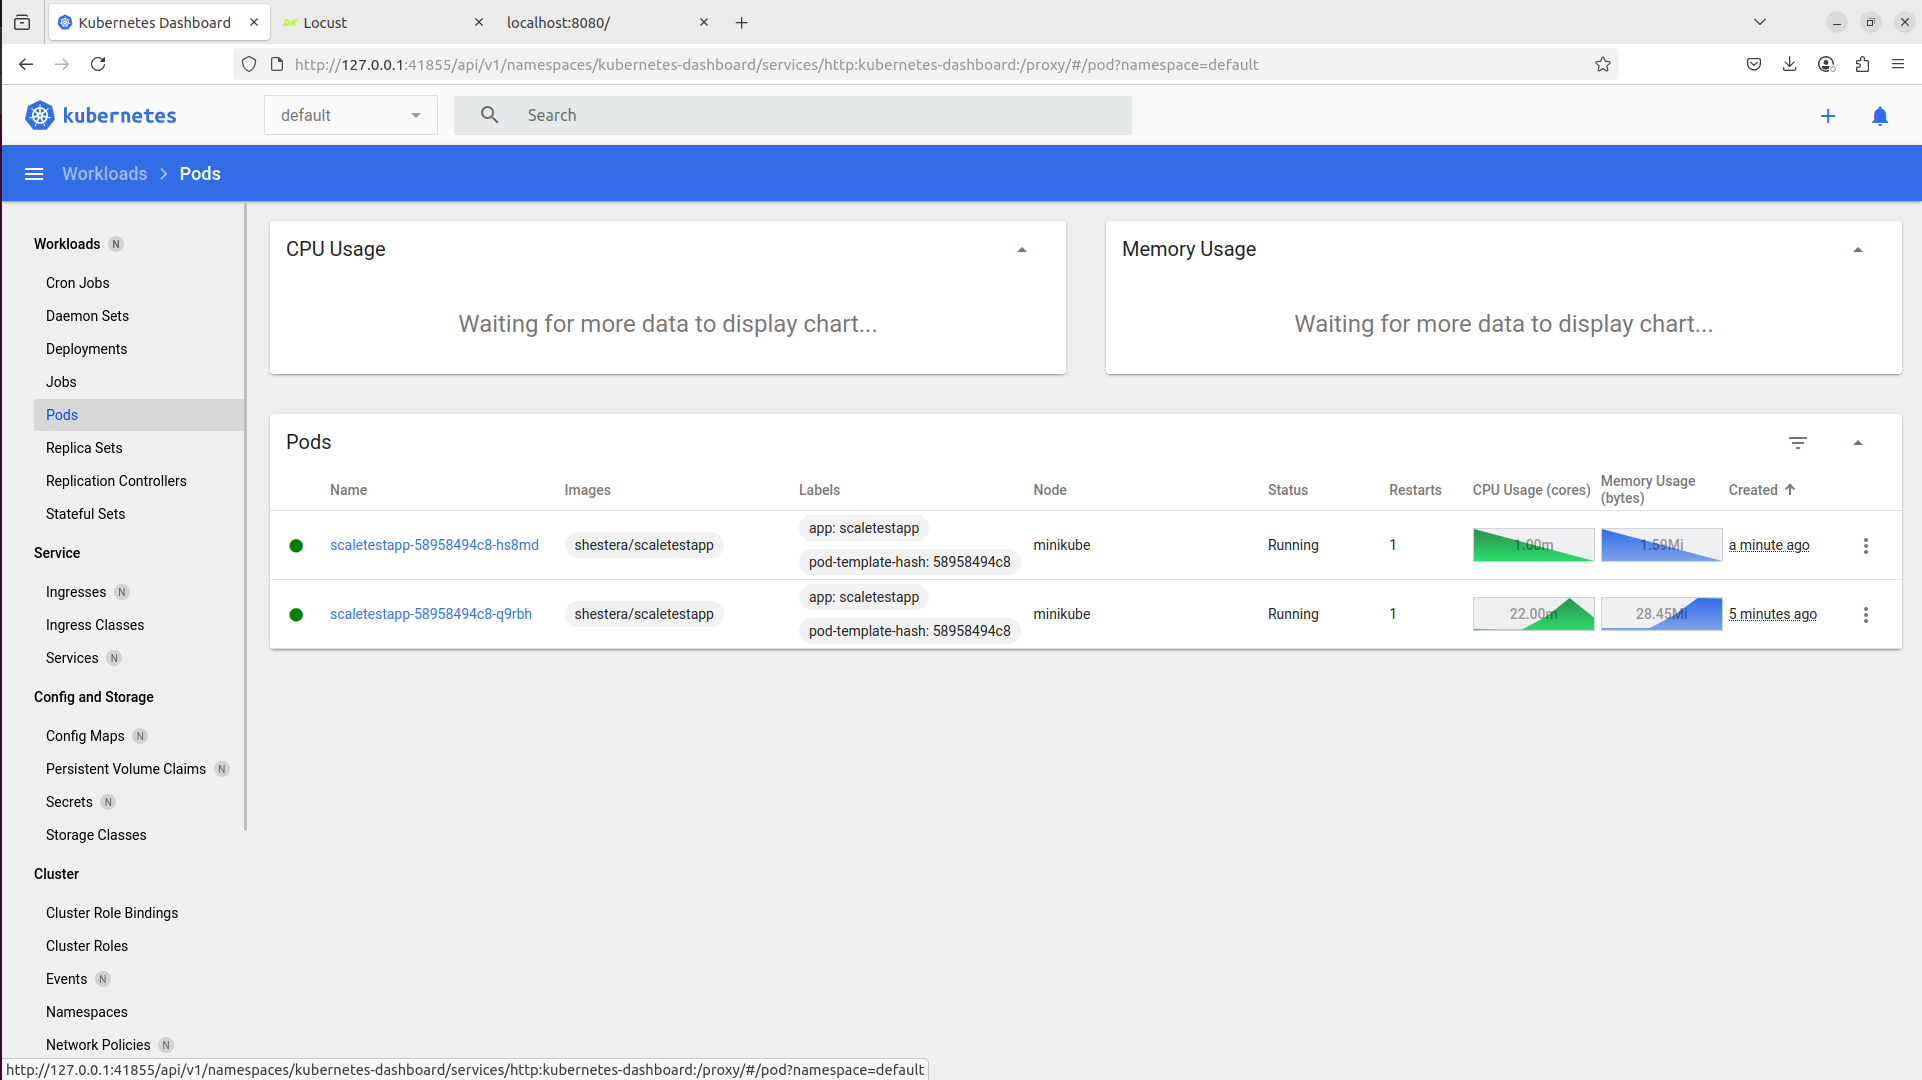 Kubernetes Dashboard
Locust
localhost:8080/
http://127.0.0.1:41855/api/v1/namespaces/kubernetes-dashboard/services/http:kubernetes-dashboard:/proxy/#/pod?namespace=default
kubernetes
default
Search
Workloads
Pods
Workloads N
Cron Jobs
Daemon Sets
Deployments
Jobs
Pods
Replica Sets
Replication Controllers
Stateful Sets
Service
Ingresses N
Ingress Classes
Services N
Config and Storage
Config Maps N
Persistent Volume Claims N
Secrets N
Storage Classes
Cluster
Cluster Role Bindings
Cluster Roles
Events N
Namespaces
Network Policies N
CPU Usage
Waiting for more data to display chart...
Memory Usage
Waiting for more data to display chart...
Pods
Name Images Labels Node Status Restarts CPU Usage (cores) Memory Usage (bytes) Created
scaletestapp-58958494c8-hs8md shestera/scaletestapp app: scaletestapp pod-template-hash: 58958494c8 minikube Running 1 1.00m 1.59Mi a minute ago
scaletestapp-58958494c8-q9rbh shestera/scaletestapp app: scaletestapp pod-template-hash: 58958494c8 minikube Running 1 22.00m 28.45Mi 5 minutes ago
http://127.0.0.1:41855/api/v1/namespaces/kubernetes-dashboard/services/http:kubernetes-dashboard:/proxy/#/pod?namespace=default